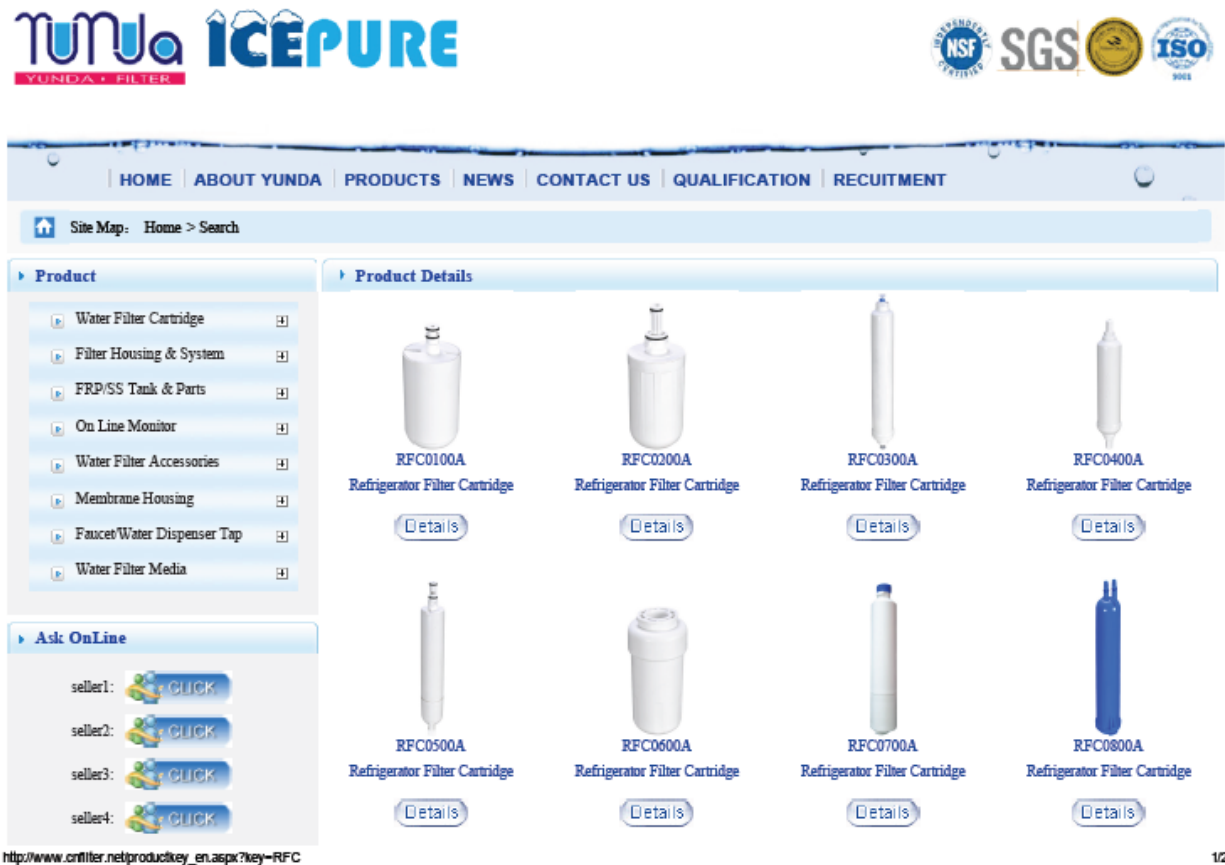 YUNDA ICEPURE
YUNDA • FILTER
INDEPENDENTLY NSF CERTIFIED SGS ISO 9001
HOME ABOUT YUNDA PRODUCTS NEWS CONTACT US QUALIFICATION RECUITMENT
Site Map: Home > Search
Product
Product Details
Water Filter Cartridge
Filter Housing & System
FRP/SS Tank & Parts
On Line Monitor
Water Filter Accessories
Membrane Housing
Faucet/Water Dispenser Tap
Water Filter Media
RFC0100A RFC0200A RFC0300A RFC0400A
Refrigerator Filter Cartridge Refrigerator Filter Cartridge Refrigerator Filter Cartridge Refrigerator Filter Cartridge
Details Details Details Details
Ask OnLine
seller1: CLICK
seller2: CLICK
seller3: CLICK
seller4: CLICK
RFC0500A RFC0600A RFC0700A RFC0800A
Refrigerator Filter Cartridge Refrigerator Filter Cartridge Refrigerator Filter Cartridge Refrigerator Filter Cartridge
Details Details Details Details
http://www.cnfilter.net/productkey_en.aspx?key=RFC 1/2